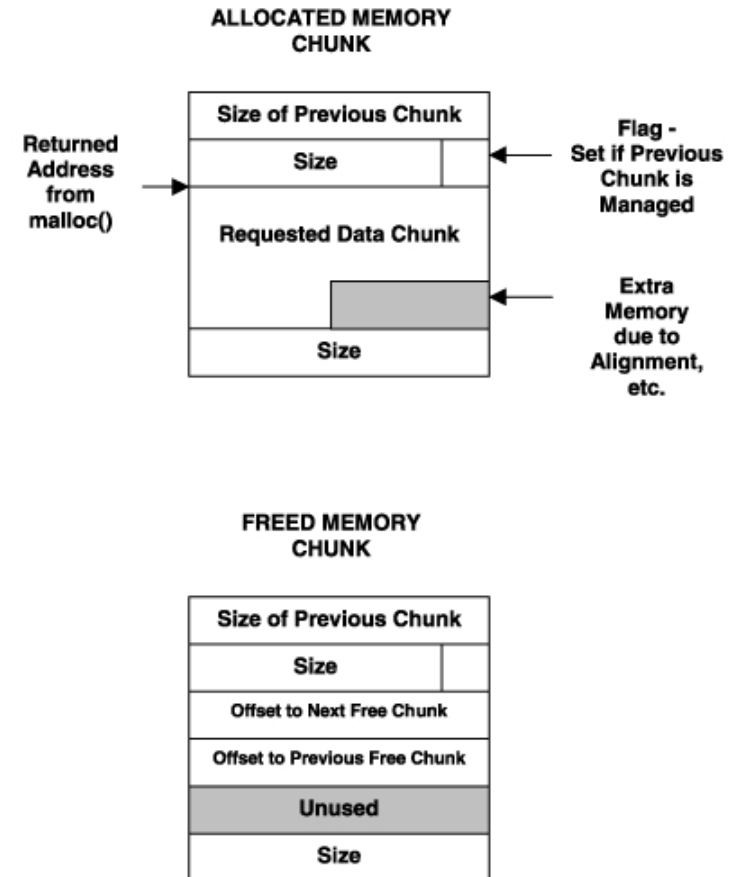 ALLOCATED MEMORY
CHUNK
Size of Previous Chunk
Returned
Address
from
malloc()
Size
Flag -
Set if Previous
Chunk is
Managed
Requested Data Chunk
Extra
Memory
due to
Alignment,
etc.
Size
FREED MEMORY
CHUNK
Size of Previous Chunk
Size
Offset to Next Free Chunk
Offset to Previous Free Chunk
Unused
Size